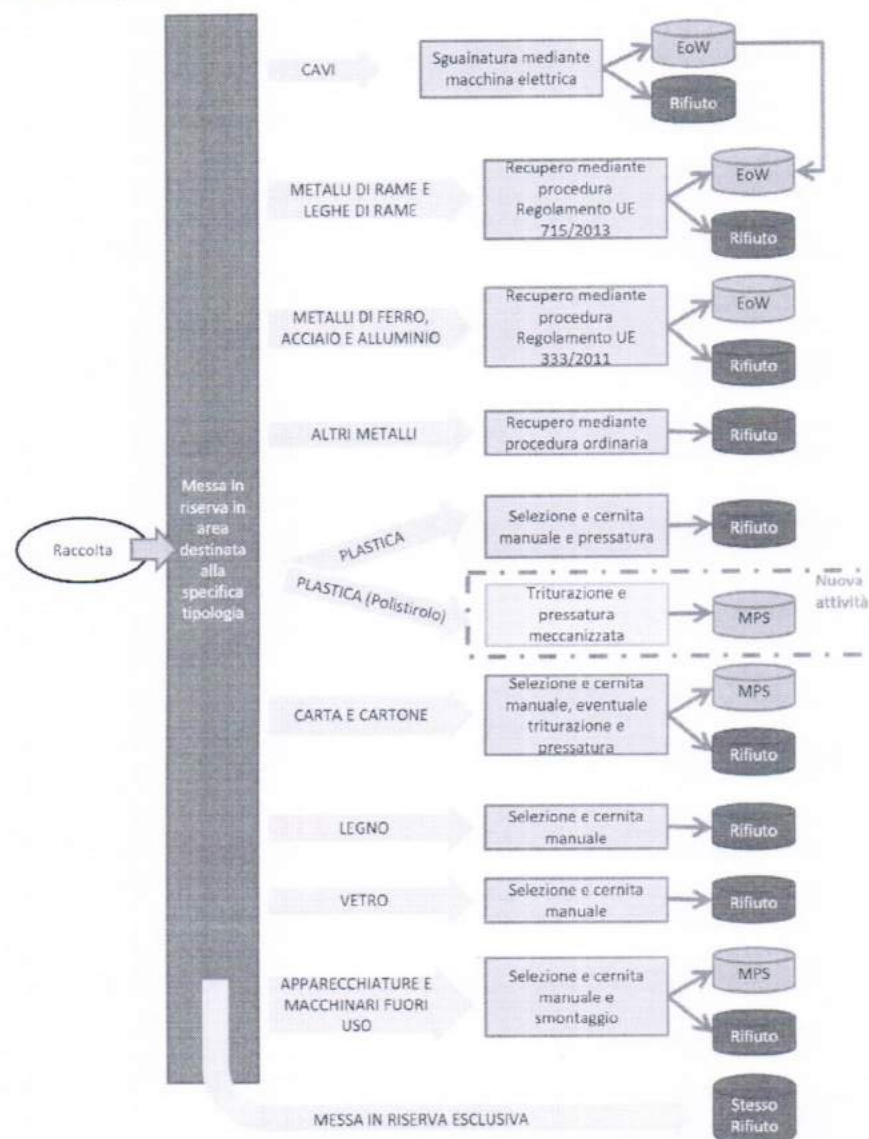 CAVI
Sguainatura mediante
macchina elettrica
EoW
Rifiuto
METALLI DI RAME E
LEGHE DI RAME
Recupero mediante
procedura
Regolamento UE
715/2013
EoW
Rifiuto
METALLI DI FERRO,
ACCIAIO E ALLUMINIO
Recupero mediante
procedura
Regolamento UE
333/2011
EoW
Rifiuto
ALTRI METALLI
Recupero mediante
procedura ordinaria
Rifiuto
Raccolta
Messa in
riserva in
area
destinata
alla
specifica
tipologia
PLASTICA
Selezione e cernita
manuale e pressatura
Rifiuto
PLASTICA (Polistirolo)
Triturazione e
pressatura
meccanizzata
MPS
Nuova
attività
CARTA E CARTONE
Selezione e cernita
manuale, eventuale
triturazione e
pressatura
MPS
Rifiuto
LEGNO
Selezione e cernita
manuale
Rifiuto
VETRO
Selezione e cernita
manuale
Rifiuto
APPARECCHIATURE E
MACCHINARI FUORI
USO
Selezione e cernita
manuale e
smontaggio
MPS
Rifiuto
MESSA IN RISERVA ESCLUSIVA
Stesso
Rifiuto